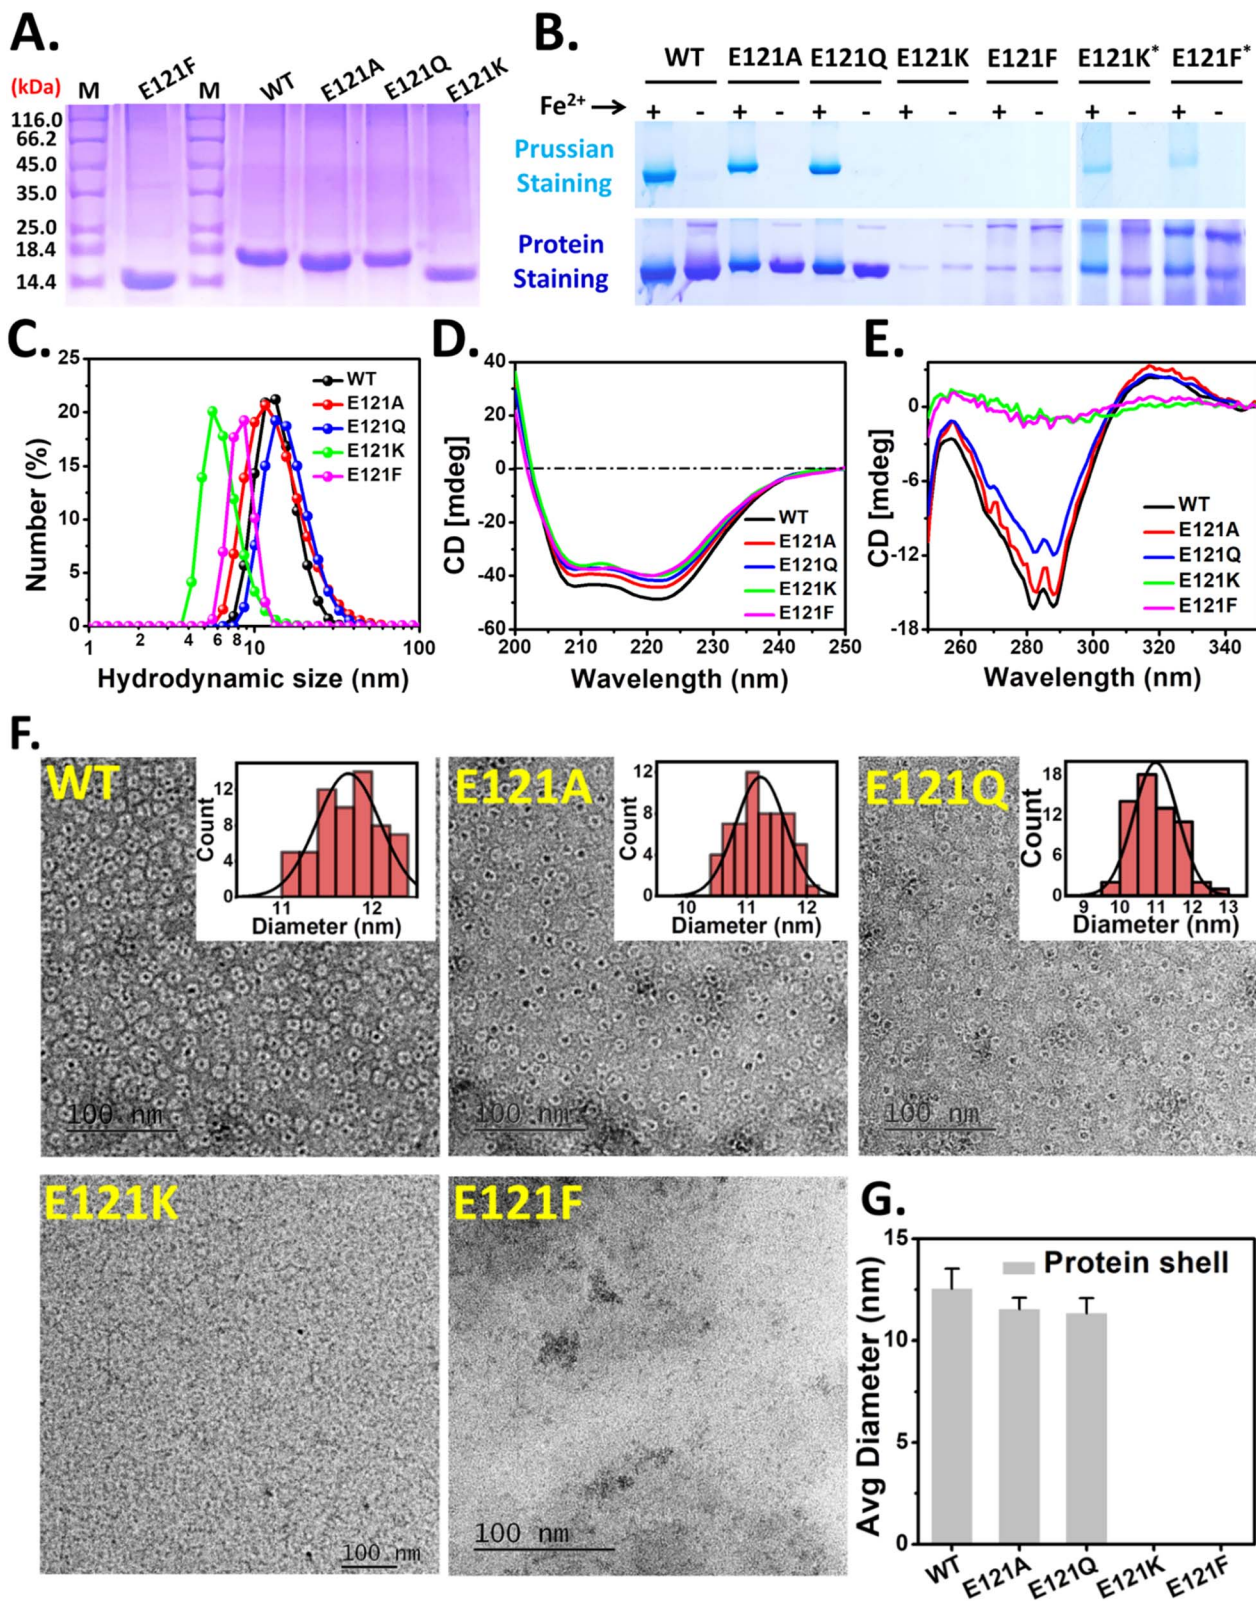 A.
(kDa) M E121F M WT E121A E121Q E121K
116.0
66.2
45.0
35.0
25.0
18.4
14.4
B.
WT E121A E121Q E121K E121F E121K* E121F*
Fe²⁺ → + - + - + - + - + - + - + -
Prussian
Staining
Protein
Staining
C.
25
20
15
10
5
0
Number (%)
WT
E121A
E121Q
E121K
E121F
1 2 4 6 8 10 100
Hydrodynamic size (nm)
D.
40
20
0
-20
-40
-60
CD [mdeg]
WT
E121A
E121Q
E121K
E121F
200 210 220 230 240 250
Wavelength (nm)
E.
0
-6
-12
-18
CD [mdeg]
WT
E121A
E121Q
E121K
E121F
260 280 300 320 340
Wavelength (nm)
F.
WT
12
8
4
0
Count
11 12
Diameter (nm)
100 nm
E121A
12
8
4
0
Count
10 11 12
Diameter (nm)
100 nm
E121Q
18
12
6
0
Count
9 10 11 12 13
Diameter (nm)
100 nm
E121K
100 nm
E121F
100 nm
G.
15
10
5
0
Avg Diameter (nm)
Protein shell
WT E121A E121Q E121K E121F